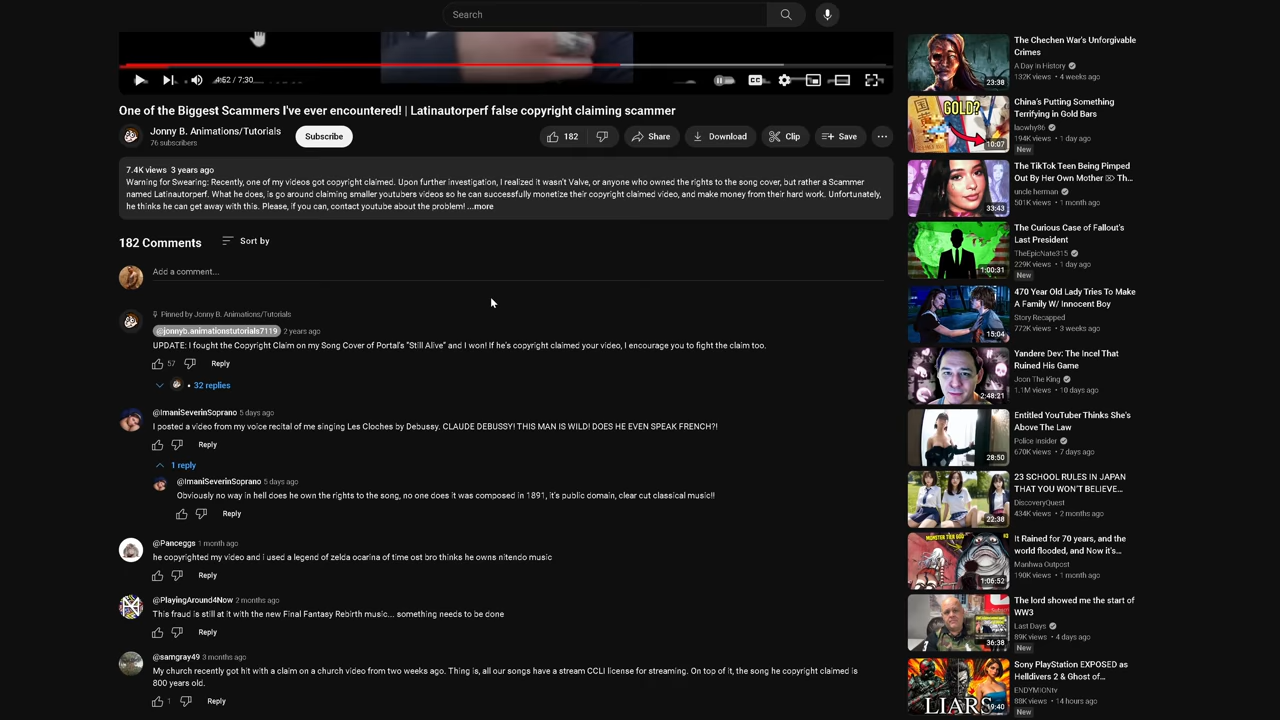 Search
4:52 / 7:30
One of the Biggest Scammers I've ever encountered! | Latinautorperf false copyright claiming scammer
Jonny B. Animations/Tutorials
76 subscribers
Subscribe
182
Share
Download
Clip
Save
7.4K views 3 years ago
Warning for Swearing: Recently, one of my videos got copyright claimed. Upon further investigation, I realized it wasn't Valve, or anyone who owned the rights to the song cover, but rather a Scammer
named Latinautorperf. What he does, is go around claiming smaller youtubers videos so he can successfully monetize their copyright claimed video, and make money from their hard work. Unfortunately,
he thinks he can get away with this. Please, if you can, contact youtube about the problem! ...more
182 Comments
Sort by
Add a comment...
Pinned by Jonny B. Animations/Tutorials
@jonnyb.animationstutorials7119 2 years ago
UPDATE: I fought the Copyright Claim on my Song Cover of Portal's "Still Alive" and I won! If he's copyright claimed your video, I encourage you to fight the claim too.
57
Reply
• 32 replies
@ImaniSeverinSoprano 5 days ago
I posted a video from my voice recital of me singing Les Cloches by Debussy. CLAUDE DEBUSSY! THIS MAN IS WILD! DOES HE EVEN SPEAK FRENCH?!
Reply
1 reply
@ImaniSeverinSoprano 5 days ago
Obviously no way in hell does he own the rights to the song, no one does it was composed in 1891, it's public domain, clear cut classical music!!
Reply
@Panceggs 1 month ago
he copyrighted my video and i used a legend of zelda ocarina of time ost bro thinks he owns nitendo music
Reply
@PlayingAround4Now 2 months ago
This fraud is still at it with the new Final Fantasy Rebirth music... something needs to be done
Reply
@samgray49 3 months ago
My church recently got hit with a claim on a church video from two weeks ago. Thing is, all our songs have a stream CCLI license for streaming. On top of it, the song he copyright claimed is
800 years old.
1
Reply
23:38
The Chechen War's Unforgivable
Crimes
A Day In History
132K views • 4 weeks ago
GOLD?
10:07
China's Putting Something
Terrifying in Gold Bars
laowhy86
194K views • 1 day ago
New
33:43
The TikTok Teen Being Pimped
Out By Her Own Mother ⌦ Th...
uncle herman
501K views • 1 month ago
1:00:31
The Curious Case of Fallout's
Last President
TheEpicNate315
229K views • 1 day ago
New
15:04
470 Year Old Lady Tries To Make
A Family W/ Innocent Boy
Story Recapped
772K views • 3 weeks ago
2:48:21
Yandere Dev: The Incel That
Ruined His Game
Joon The King
1.1M views • 10 days ago
28:50
Entitled YouTuber Thinks She's
Above The Law
Police Insider
670K views • 7 days ago
22:38
23 SCHOOL RULES IN JAPAN
THAT YOU WON'T BELIEVE...
DiscoveryQuest
434K views • 2 months ago
MONSTER TIER GOD
1:06:52
It Rained for 70 years, and the
world flooded, and Now it's...
Manhwa Outpost
190K views • 1 month ago
36:38
The lord showed me the start of
WW3
Last Days
89K views • 4 days ago
New
LIARS
19:40
Sony PlayStation EXPOSED as
Helldivers 2 & Ghost of...
ENDYMIONtv
88K views • 14 hours ago
New